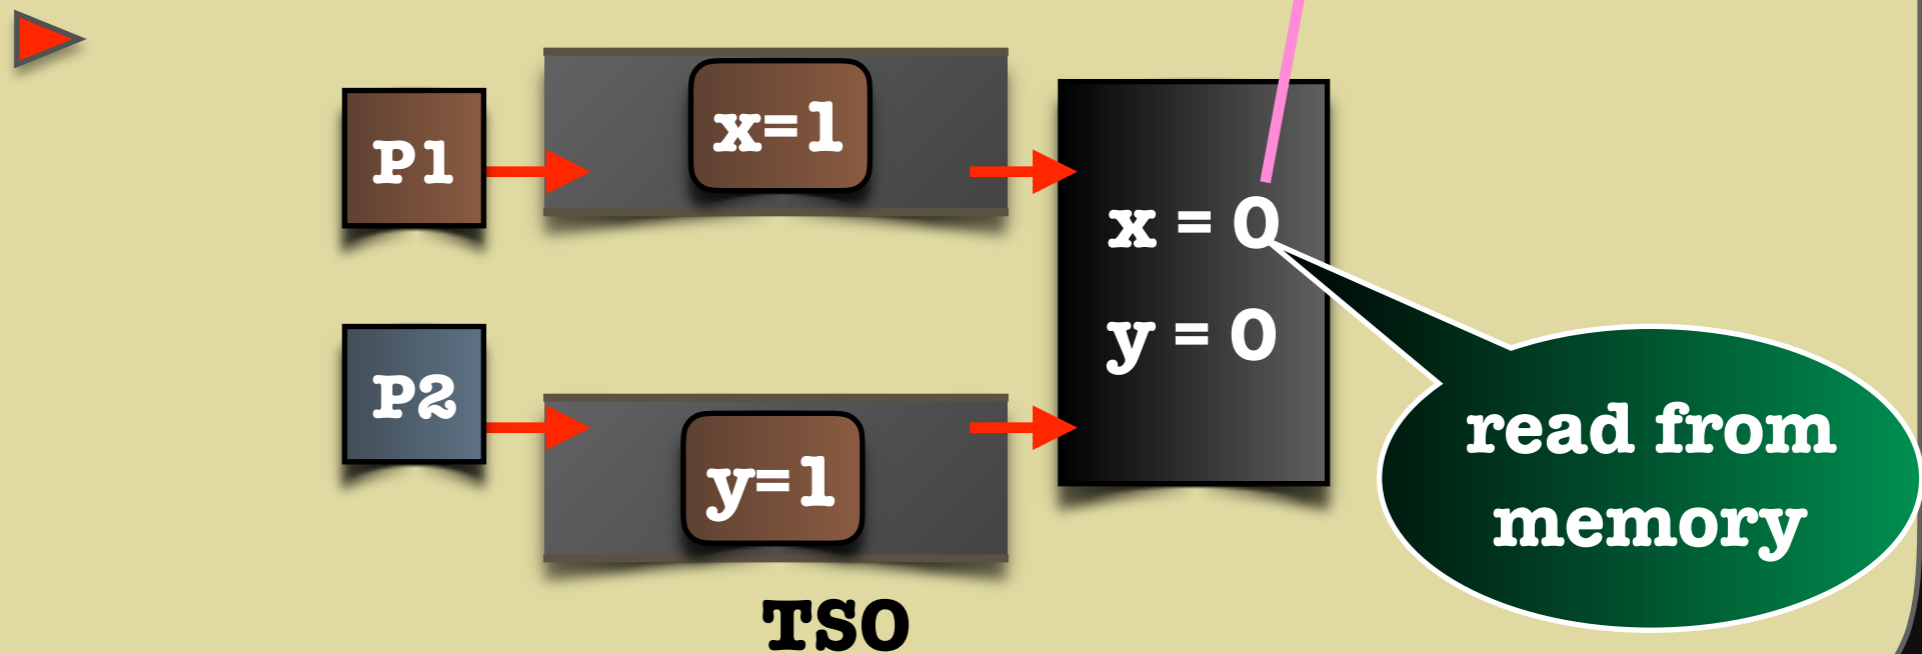 P1
x=1
x = 0
y = 0
P2
y=1
read from
memory
TSO